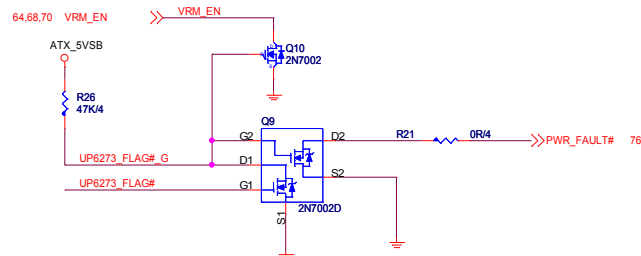 64,68,70 VRM_EN VRM_EN
ATX_5VSB
Q10
2N7002
R26
47K/4
Q9
G2 D2 R21 0R/4 PWR_FAULT# 76
UP6273_FLAG#_G D1
S2
UP6273_FLAG# G1
2N7002D
S1